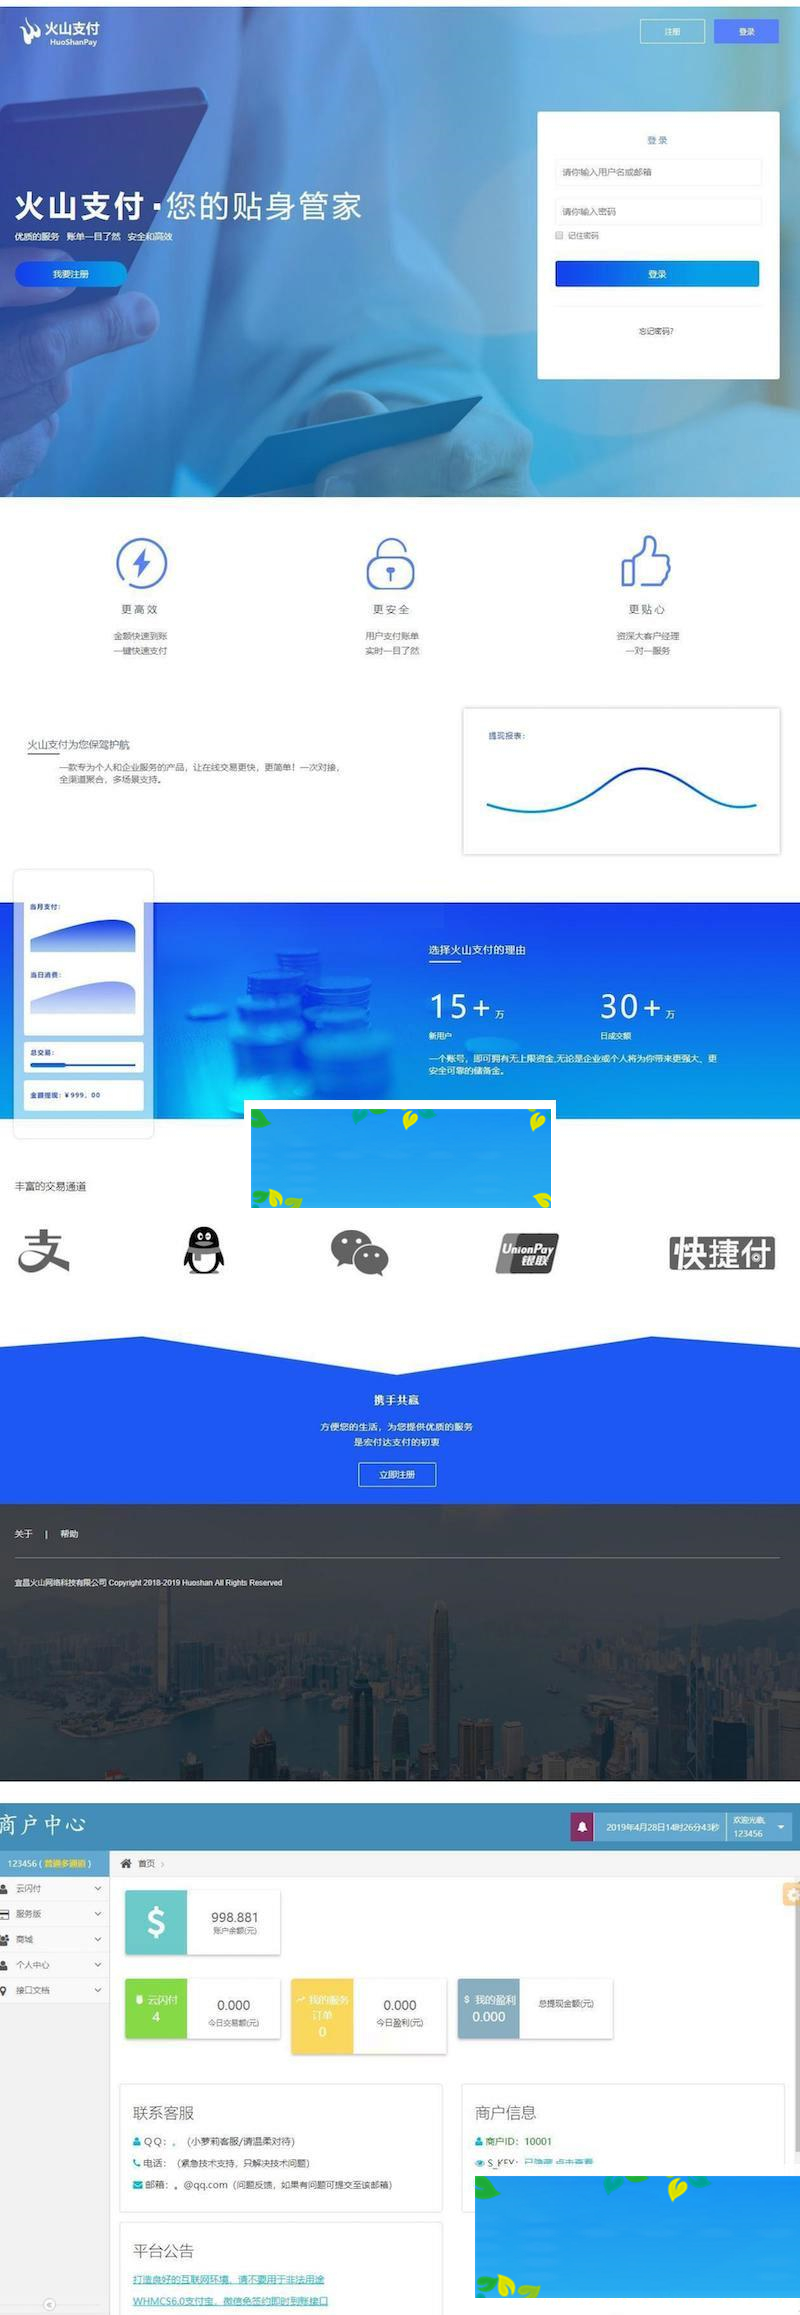 火山支付
HuoShanPay
注册
登录
登 录
请你输入用户名或邮箱
请你输入密码
记住密码
登录
忘记密码?
火山支付·您的贴身管家
优质的服务 账单一目了然 安全和高效
我要注册
更高效
金额快速到账
一键快速支付
更安全
用户支付账单
实时一目了然
更贴心
资深大客户经理
一对一服务
火山支付为您保驾护航
一款专为个人和企业服务的产品，让在线交易更快，更简单！一次对接，
全渠道聚合，多场景支持。
提现报表：
当月支付：
当日消费：
总交易：
金额提现：￥999，00
选择火山支付的理由
15+万
新用户
30+万
日成交额
一个账号，即可拥有无上限资金,无论是企业或个人将为你带来更强大、更
安全可靠的储备金。
丰富的交易通道
支
UnionPay
银联
快捷付
携手共赢
方便您的生活，为您提供优质的服务
是宏付达支付的初衷
立即注册
关于 | 帮助
宜昌火山网络科技有限公司 Copyright 2018-2019 Huoshan All Rights Reserved
商户中心
2019年4月28日14时26分43秒
欢迎光临,
123456
123456 ( 普通多通道 )
首页
云闪付
服务版
商城
个人中心
接口文档
998.881
账户余额(元)
云闪付
4
0.000
今日交易额(元)
我的服务
订单
0
0.000
今日盈利(元)
我的盈利
0.000
总提现金额(元)
联系客服
QQ：。（小萝莉客服/请温柔对待）
电话：（紧急技术支持，只解决技术问题）
邮箱：。@qq.com（问题反馈，如果有问题可提交至该邮箱）
商户信息
商户ID：10001
S_KEY：已隐藏 点击查看
平台公告
打造良好的互联网环境，请不要用于非法用途
WHMCS6.0支付宝、微信免签约即时到账接口